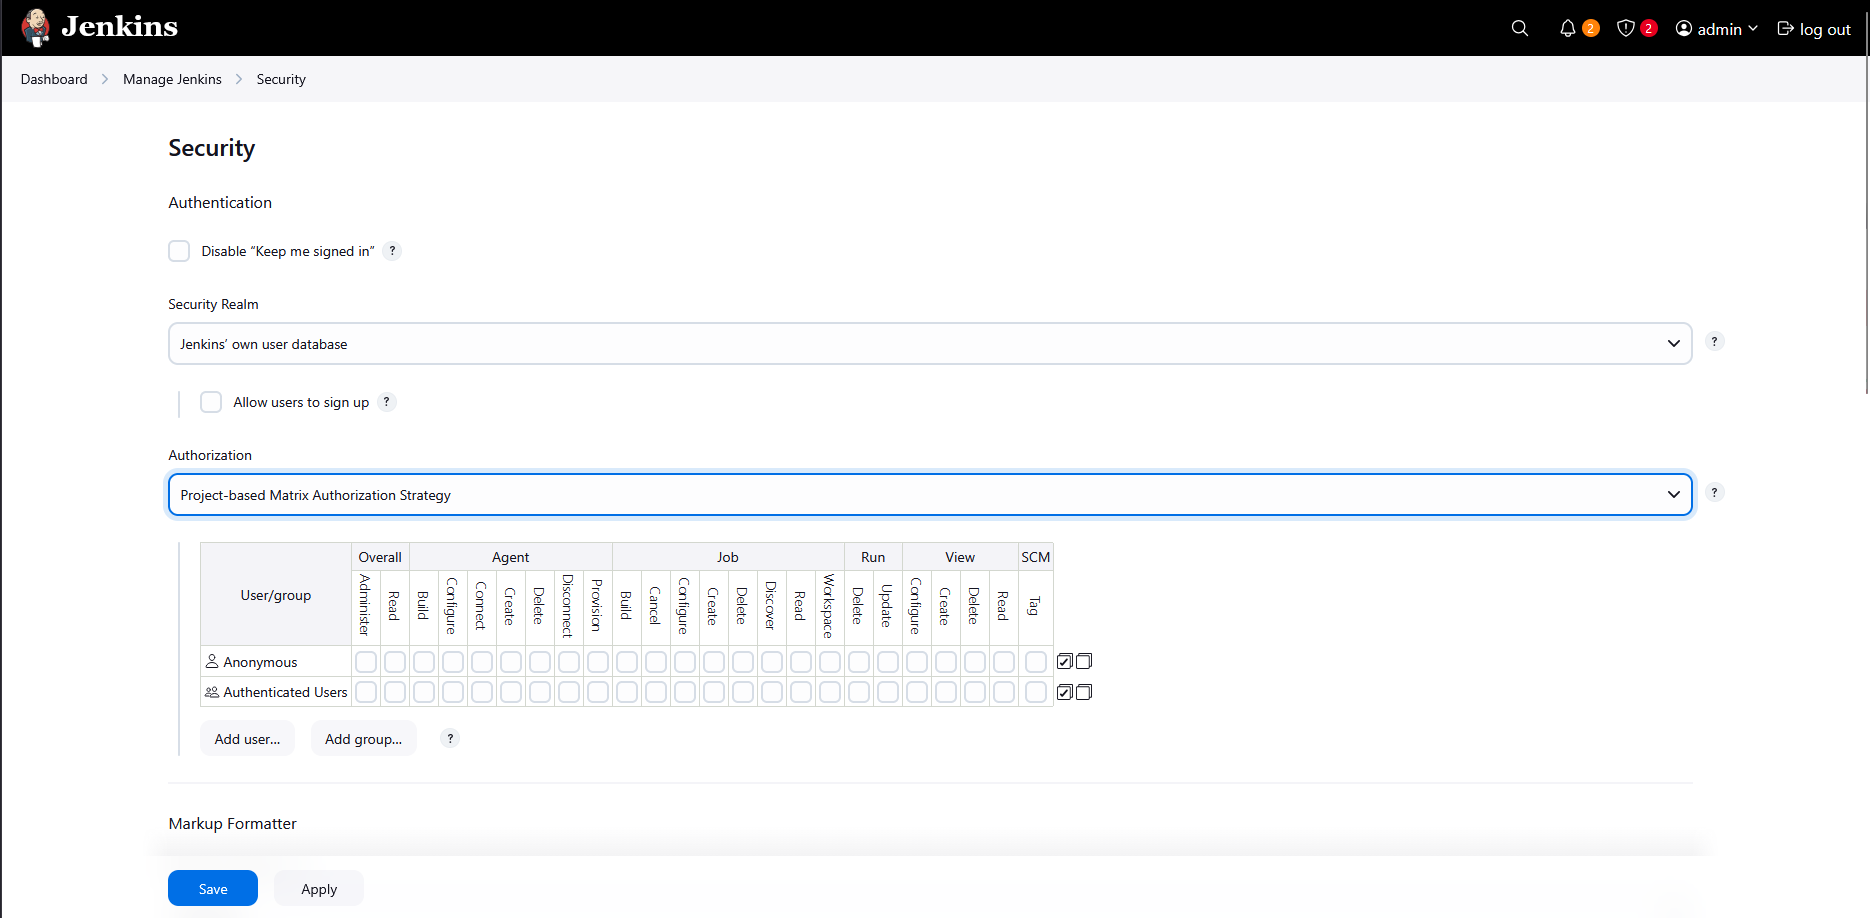 Jenkins
2 2 admin log out
Dashboard Manage Jenkins Security
Security
Authentication
Disable “Keep me signed in” ?
Security Realm
Jenkins’ own user database ?
Allow users to sign up ?
Authorization
Project-based Matrix Authorization Strategy ?
User/group Overall Agent Job Run View SCM
Administer Read Build Configure Connect Create Delete Disconnect Provision Build Cancel Configure Create Delete Discover Read Workspace Delete Update Configure Create Delete Read Tag
Anonymous
Authenticated Users
Add user... Add group... ?
Markup Formatter
Save Apply